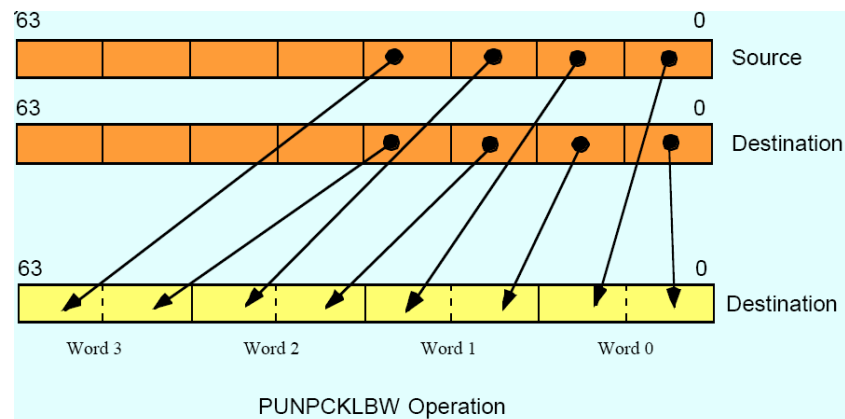 63 0
Source
63 0
Destination
63 0
Destination
Word 3 Word 2 Word 1 Word 0
PUNPCKLBW Operation